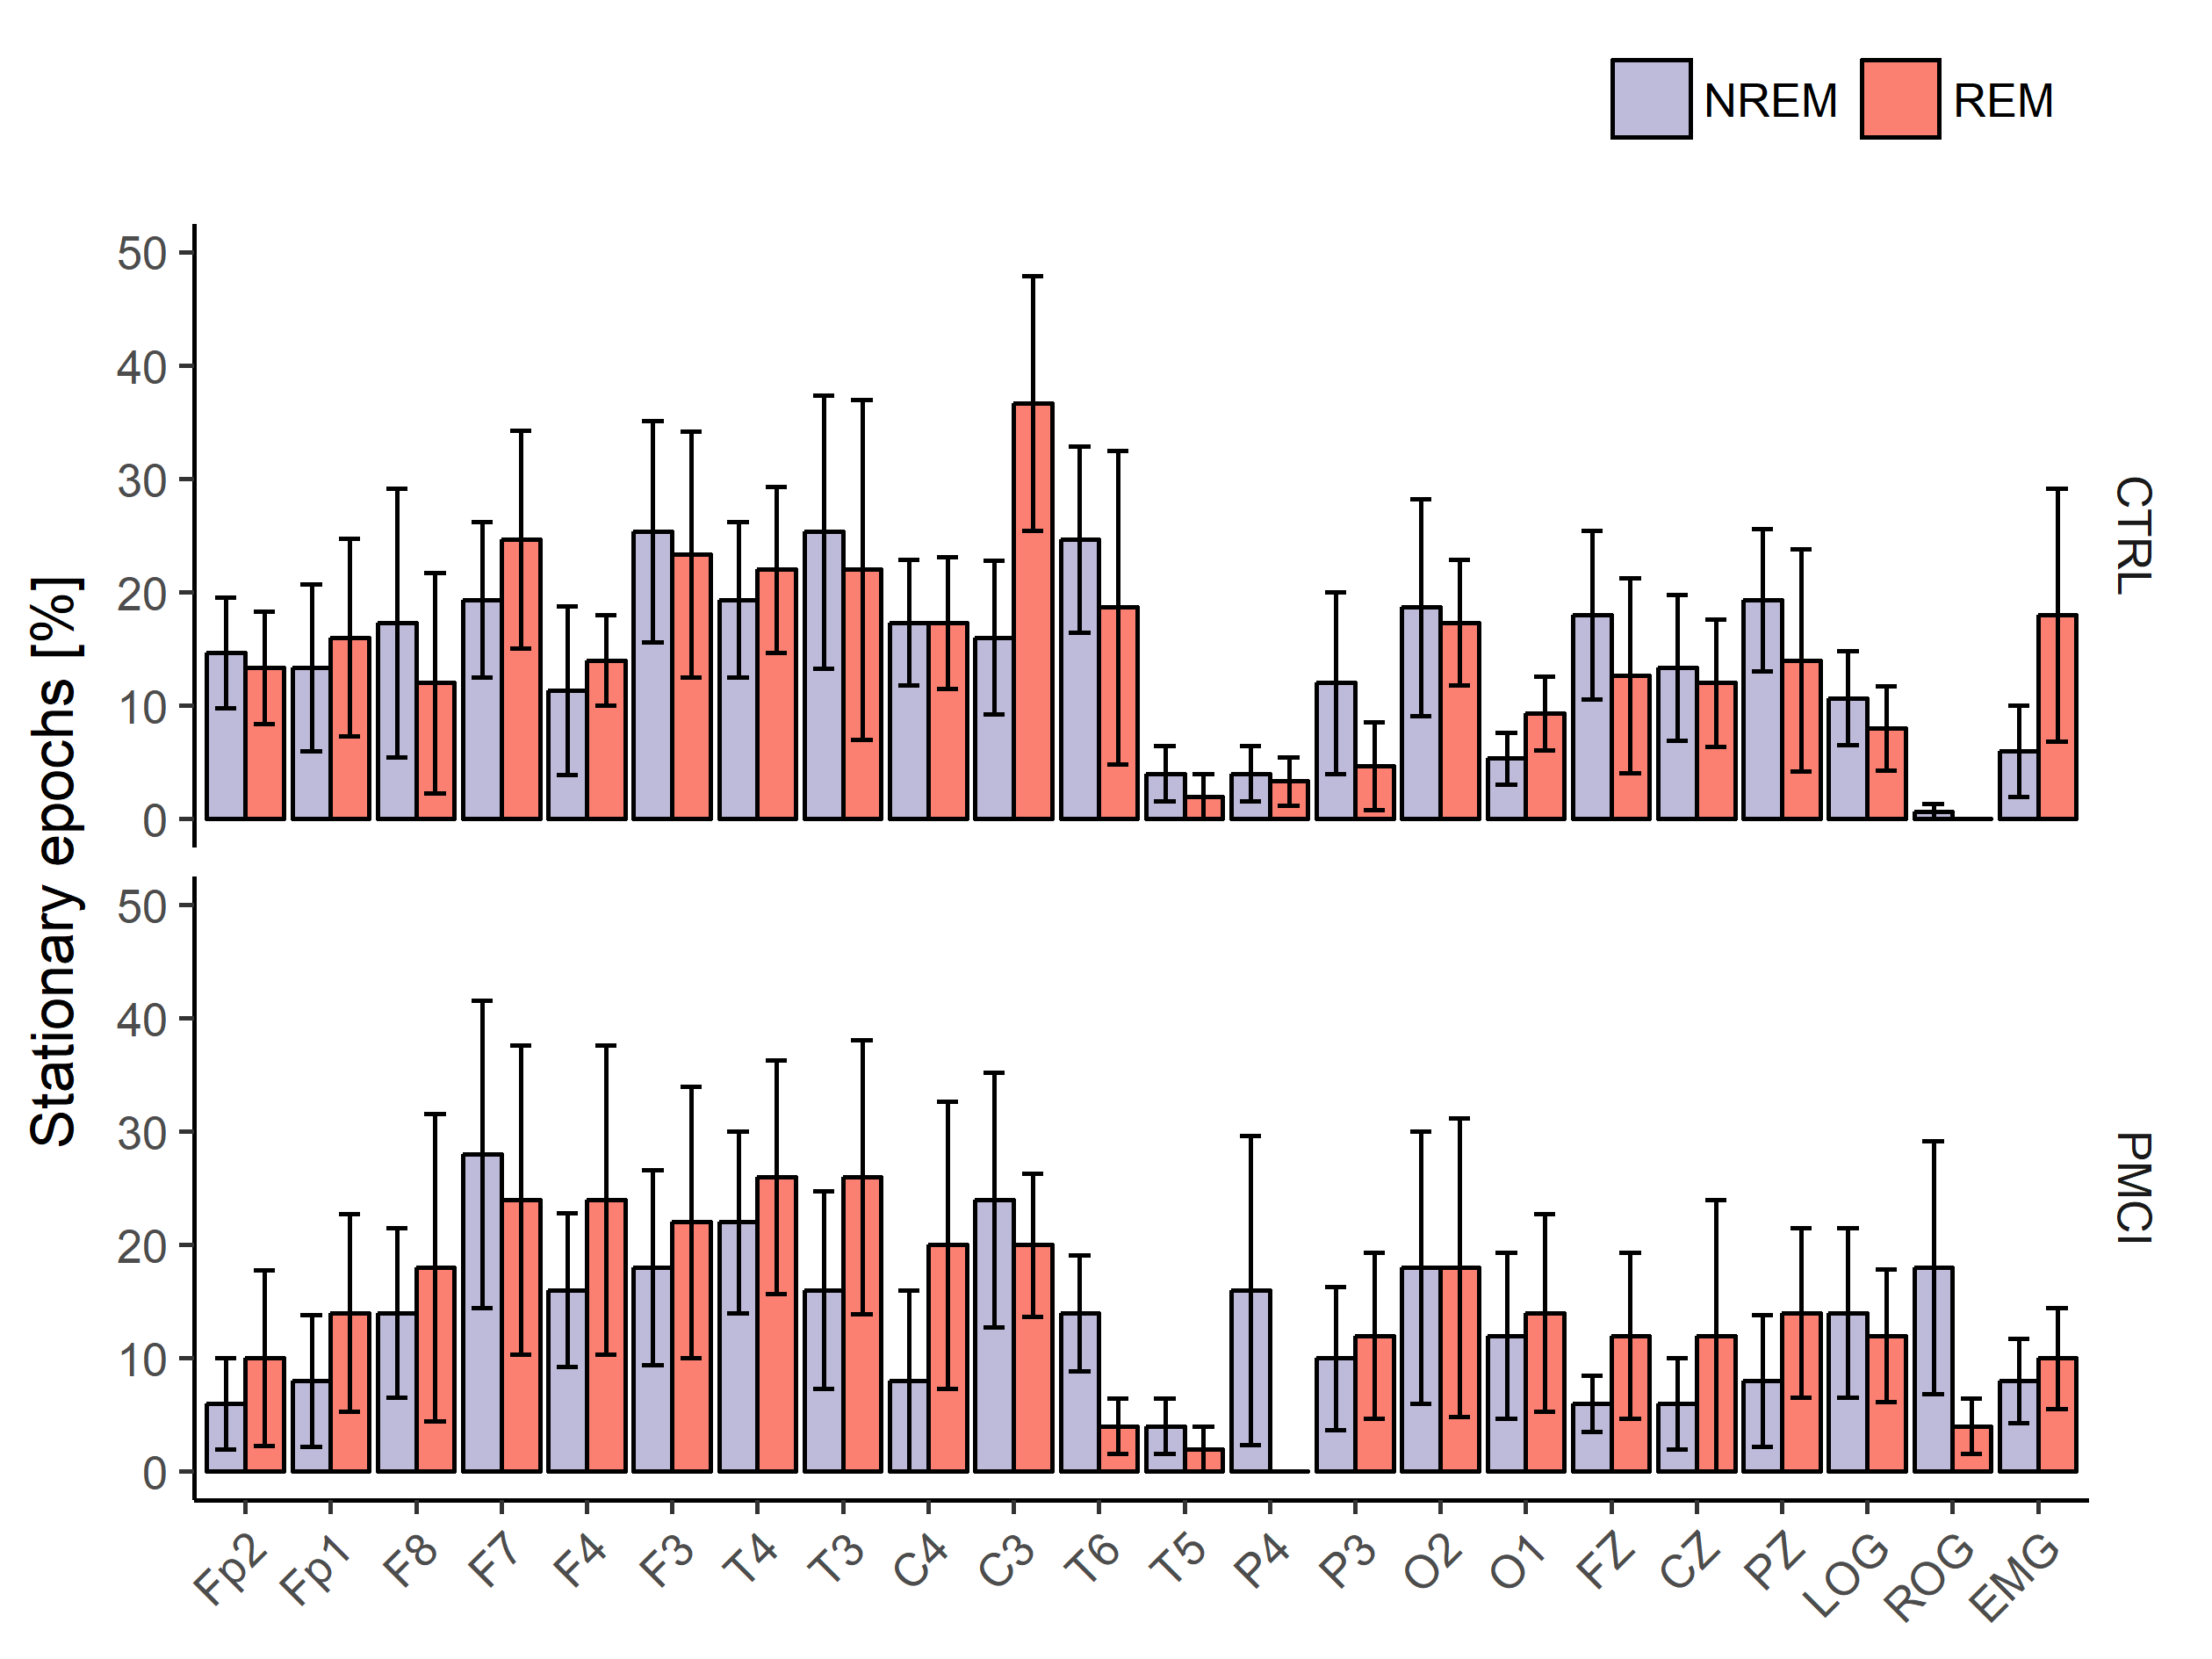 NREM REM
50
40
30
20
10
0
CTRL
Stationary epochs [%]
50
40
30
20
10
0
PMCI
Fp2 Fp1 F8 F7 F4 F3 T4 T3 C4 C3 T6 T5 P4 P3 O2 O1 FZ CZ PZ LOG ROG EMG